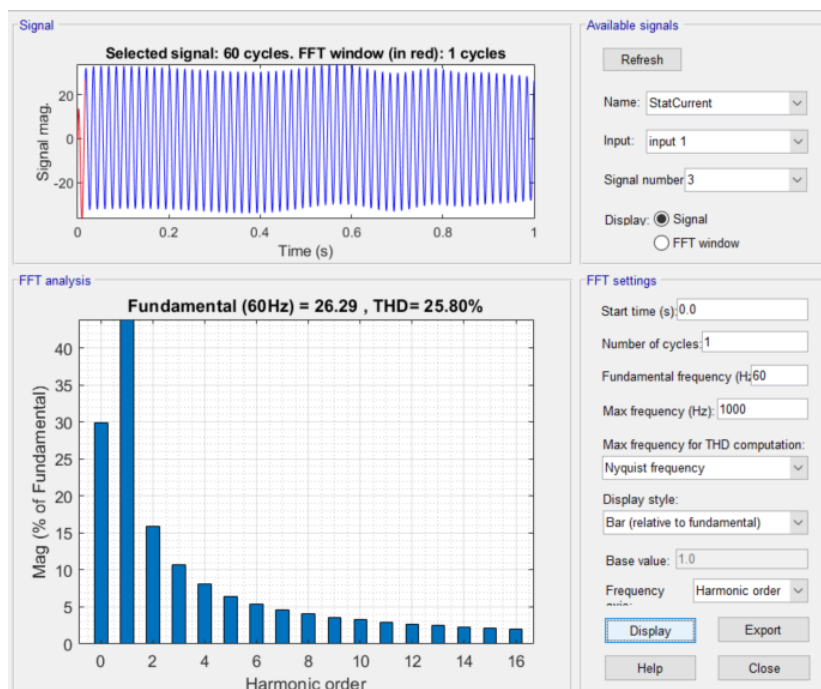 Signal
Selected signal: 60 cycles. FFT window (in red): 1 cycles
20
0
-20
Signal mag.
0
0.2
0.4
0.6
0.8
1
Time (s)
Available signals
Refresh
Name: StatCurrent
Input: input 1
Signal number 3
Display: Signal
FFT window
FFT analysis
Fundamental (60Hz) = 26.29 , THD= 25.80%
40
35
30
25
20
15
10
5
0
Mag (% of Fundamental)
0
2
4
6
8
10
12
14
16
Harmonic order
FFT settings
Start time (s): 0.0
Number of cycles: 1
Fundamental frequency (Hz 60
Max frequency (Hz): 1000
Max frequency for THD computation:
Nyquist frequency
Display style:
Bar (relative to fundamental)
Base value: 1.0
Frequency
Harmonic order
Display
Export
Help
Close